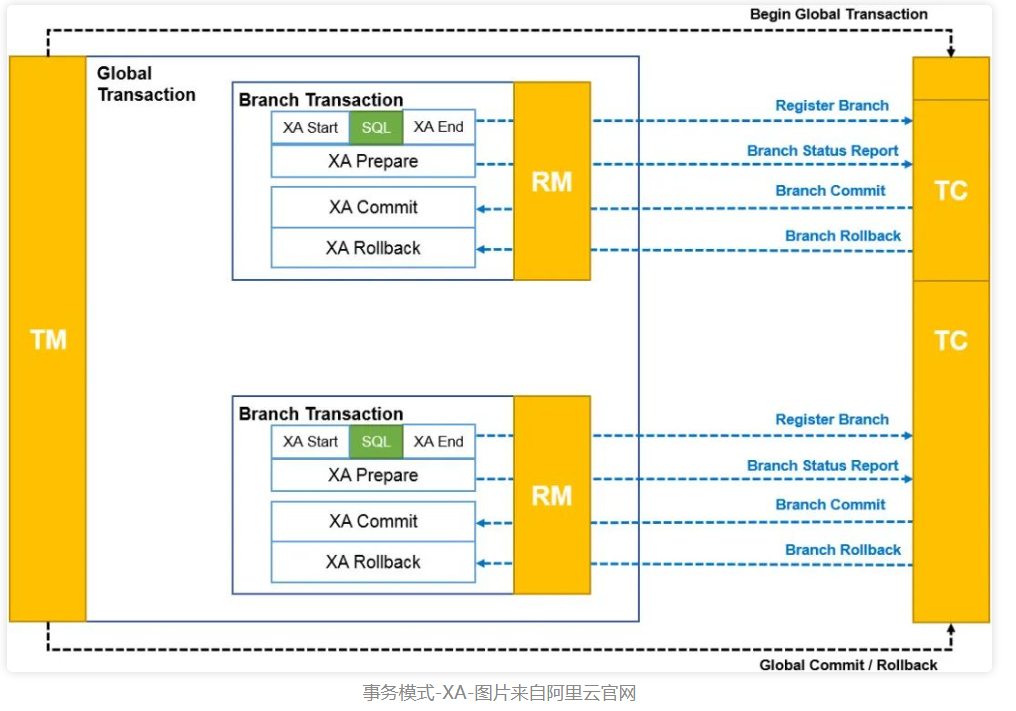 Begin Global Transaction
Global
Transaction
Branch Transaction
XA Start SQL XA End
XA Prepare
XA Commit
XA Rollback
RM
Register Branch
Branch Status Report
Branch Commit
Branch Rollback
TC
TM
TC
Branch Transaction
XA Start SQL XA End
XA Prepare
XA Commit
XA Rollback
RM
Register Branch
Branch Status Report
Branch Commit
Branch Rollback
Global Commit / Rollback
事务模式-XA-图片来自阿里云官网